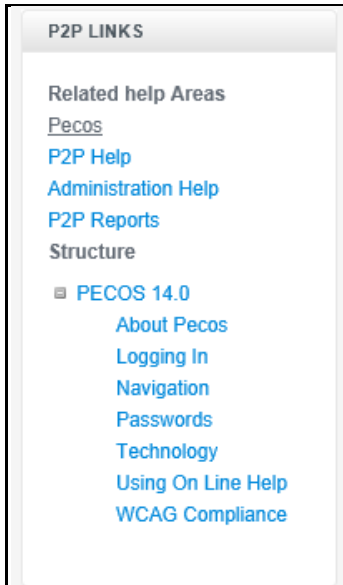 P2P LINKS
Related help Areas
Pecos
P2P Help
Administration Help
P2P Reports
Structure
PECOS 14.0
About Pecos
Logging In
Navigation
Passwords
Technology
Using On Line Help
WCAG Compliance